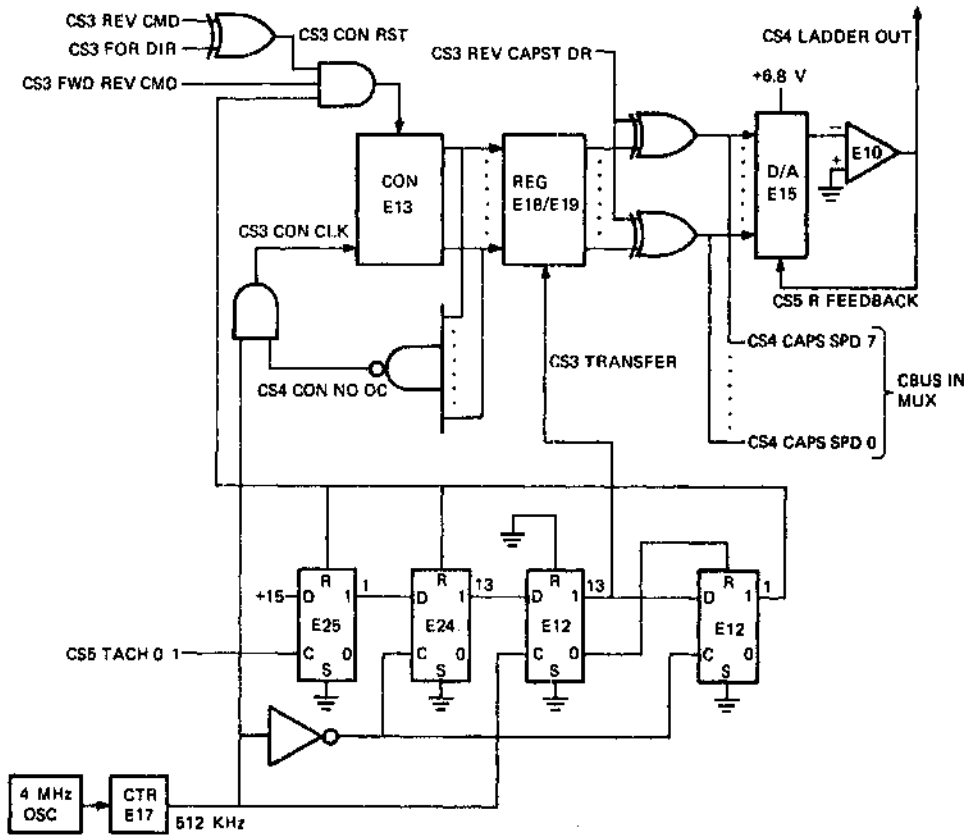 CS3 REV CMD
CS3 FOR DIR
CS3 CON RST
CS3 FWD REV CMD
CS3 REV CAPST DR
CS4 LADDER OUT
+6.8 V
CON
E13
REG
E18/E19
D/A
E15
−
+
E10
CS3 CON CLK
CS5 R FEEDBACK
CS4 CON NO OC
CS3 TRANSFER
CS4 CAPS SPD 7
CBUS IN
MUX
CS4 CAPS SPD 0
+15
R
D 1
E25
C 0
S
1
R
D 1
E24
C 0
S
13
R
D 1
E12
C 0
S
13
R
D 1
E12
C 0
S
1
CS5 TACH 0 1
4 MHz
OSC
CTR
E17
512 KHz